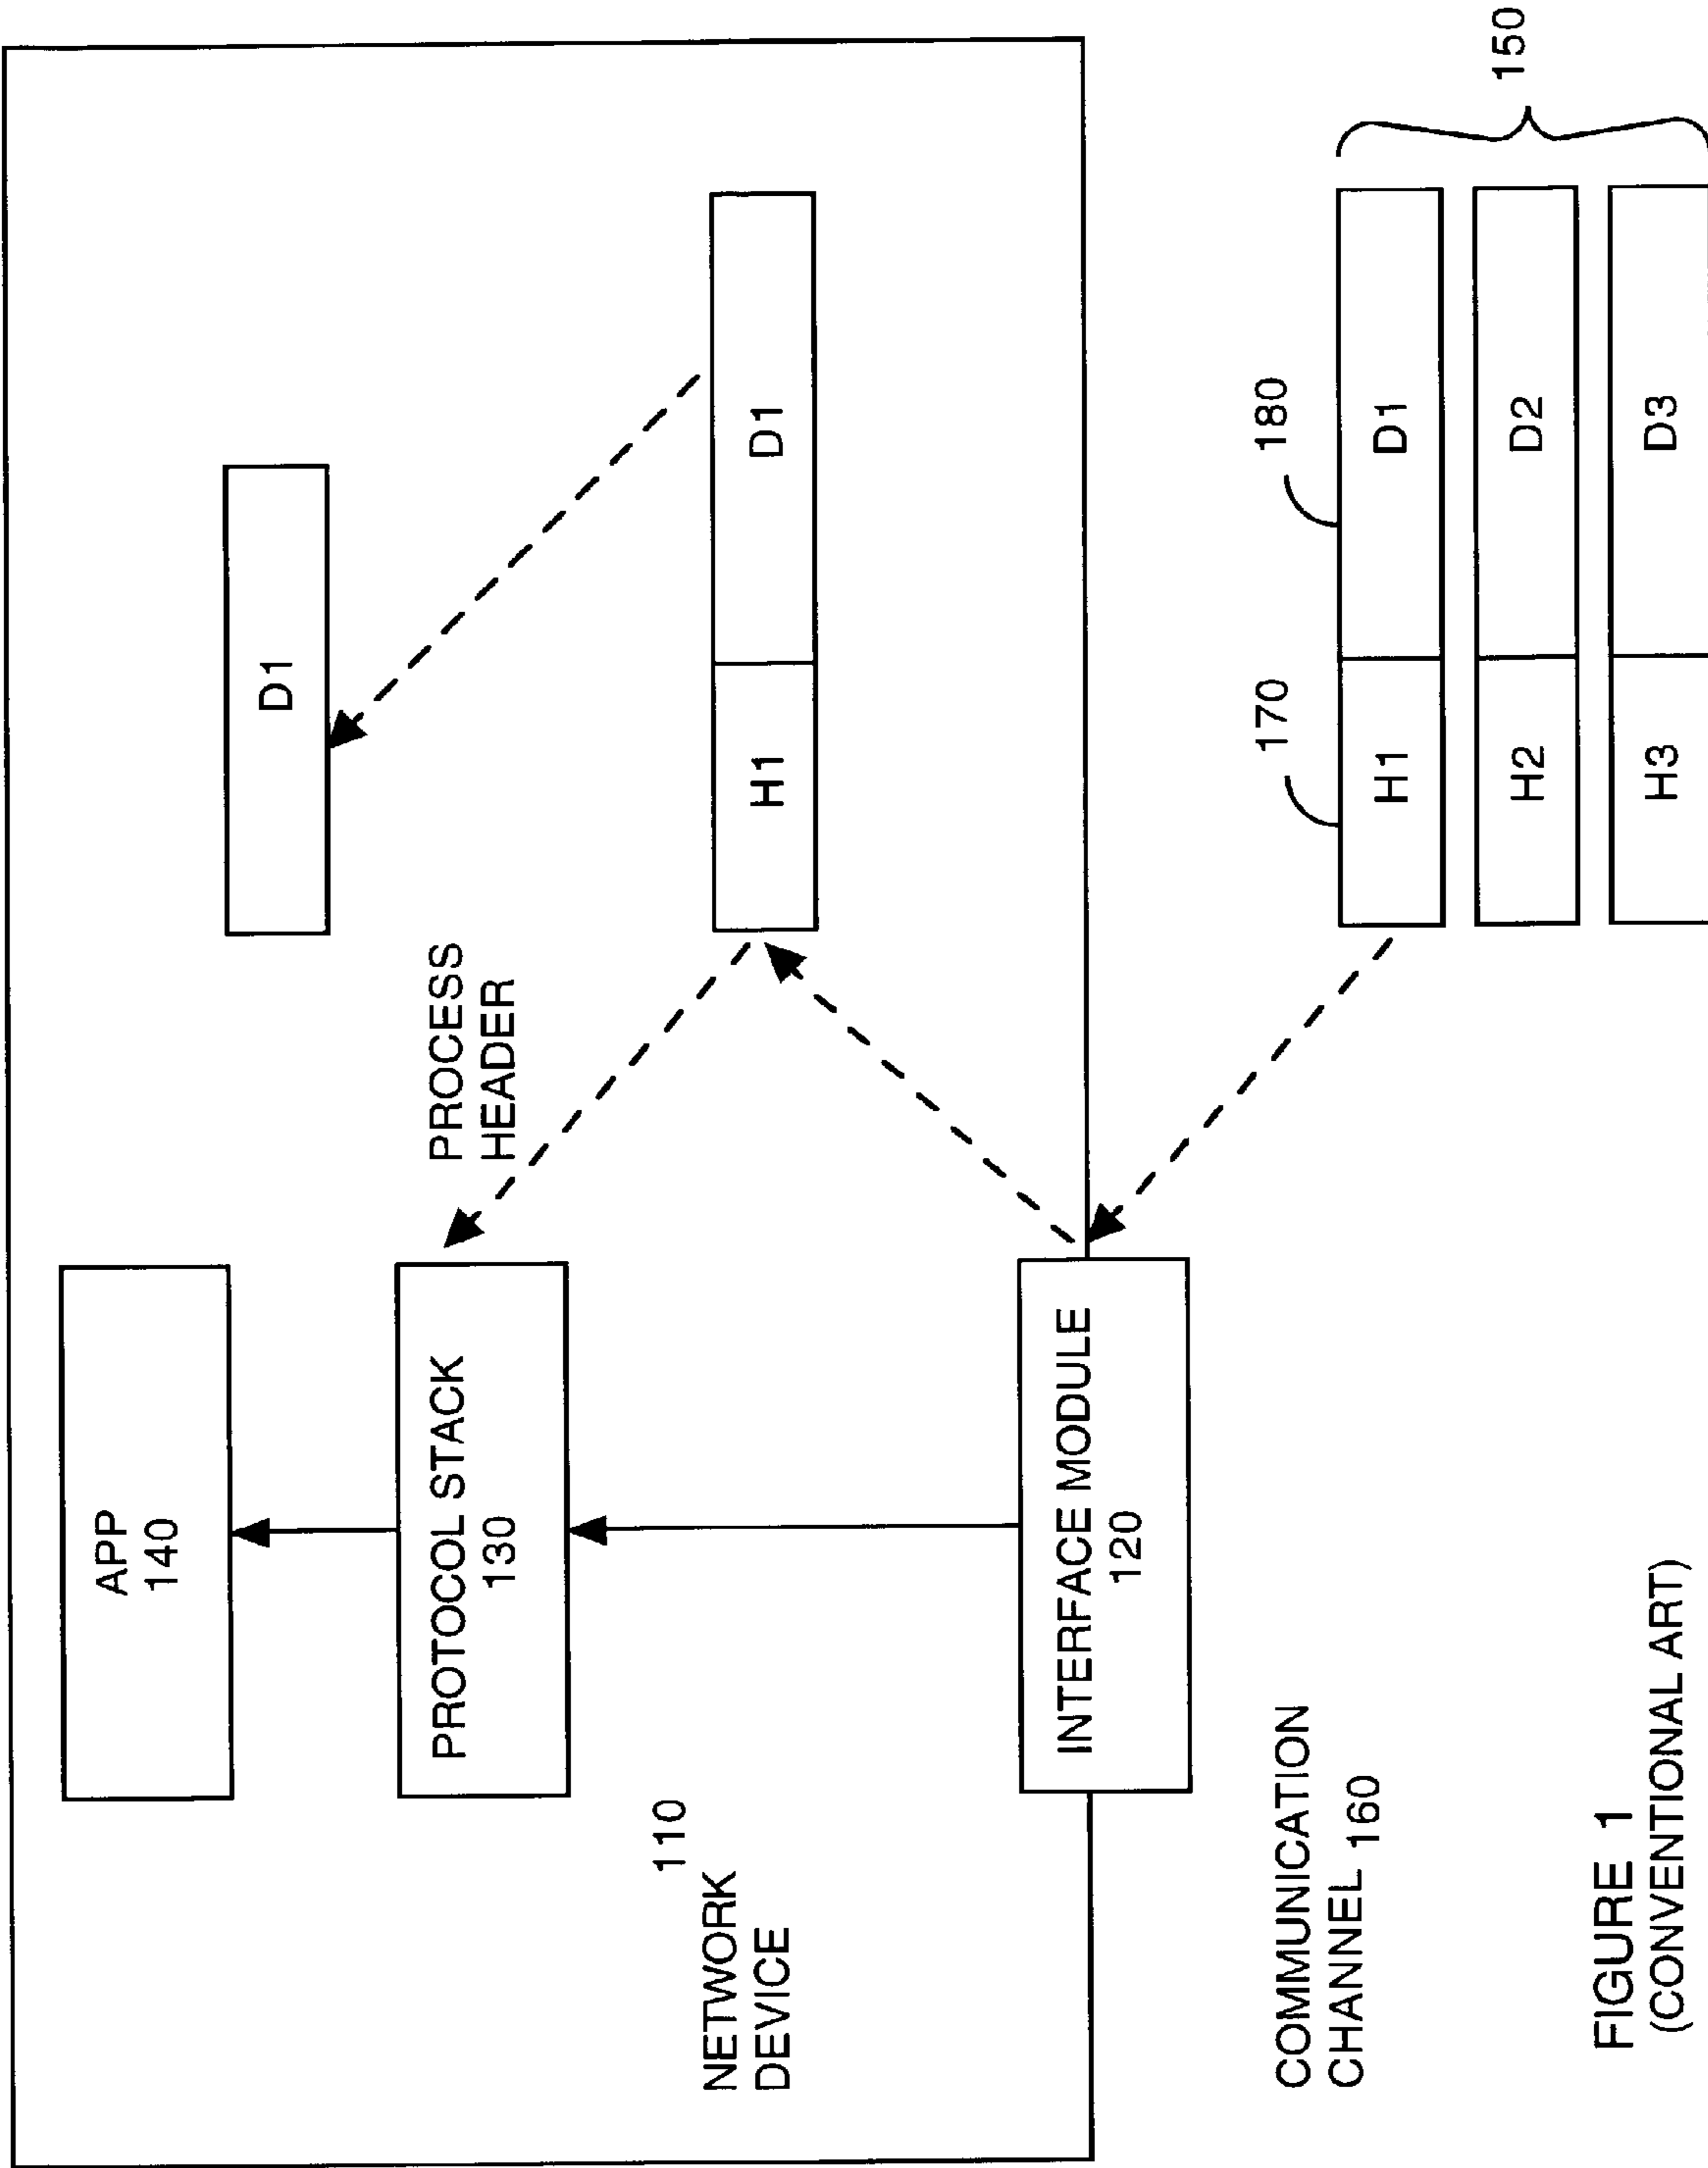 APP
140
D1
PROTOCOL STACK
130
PROCESS
HEADER
110
NETWORK
DEVICE
H1
D1
INTERFACE MODULE
120
COMMUNICATION
CHANNEL 160
170
180
H1
D1
H2
D2
H3
D3
150
FIGURE 1
(CONVENTIONAL ART)